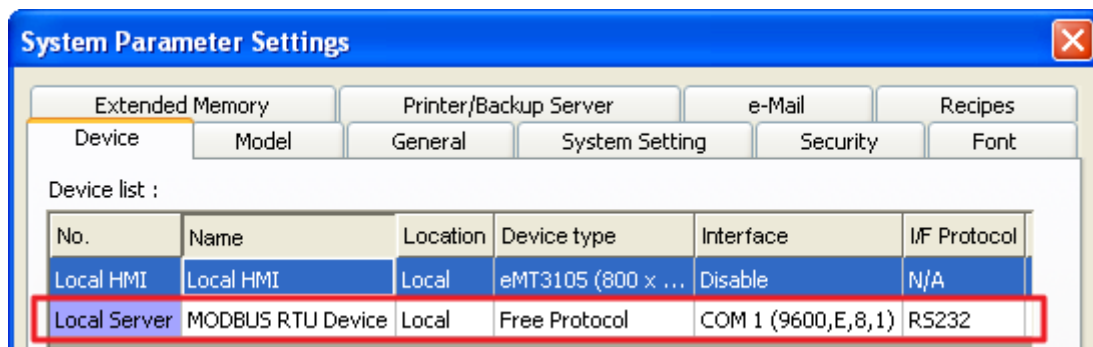 System Parameter Settings
Extended Memory Printer/Backup Server e-Mail Recipes
Device Model General System Setting Security Font
Device list :
No. Name Location Device type Interface I/F Protocol
Local HMI Local HMI Local eMT3105 (800 x ... Disable N/A
Local Server MODBUS RTU Device Local Free Protocol COM 1 (9600,E,8,1) RS232